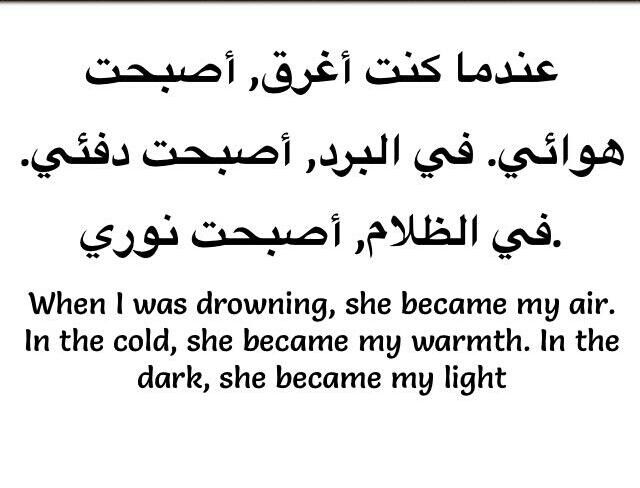 عندما كنت أغرق, أصبحت
هوائي. في البرد, أصبحت دفئي.
.في الظلام, أصبحت نوري
When I was drowning, she became my air.
In the cold, she became my warmth. In the
dark, she became my light